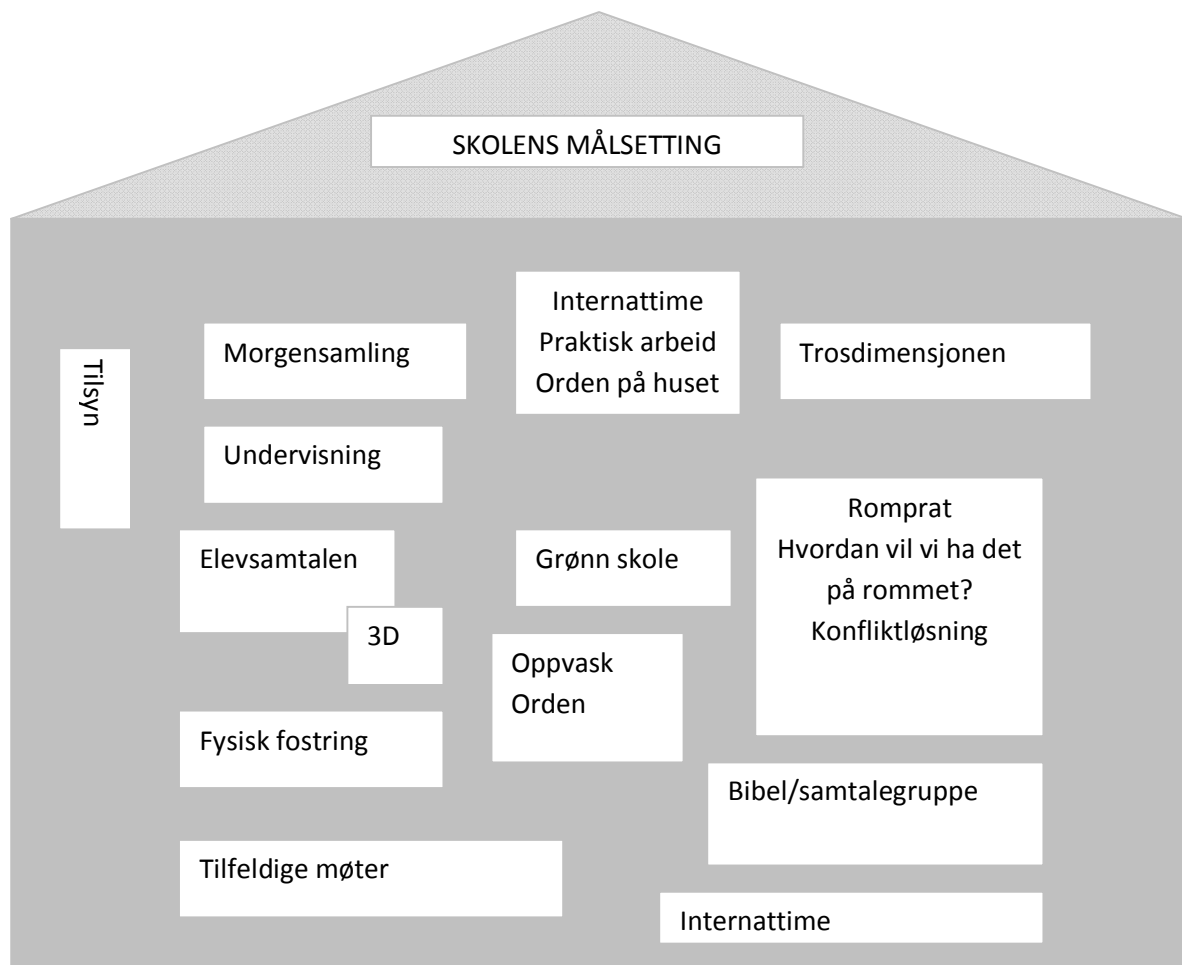 SKOLENS MÅLSETTING
Internattime
Praktisk arbeid
Orden på huset
Morgensamling
Trosdimensjonen
Tilsyn
Undervisning
Romprat
Hvordan vil vi ha det
på rommet?
Konfliktløsning
Elevsamtalen
Grønn skole
3D
Oppvask
Orden
Fysisk fostring
Bibel/samtalegruppe
Tilfeldige møter
Internattime